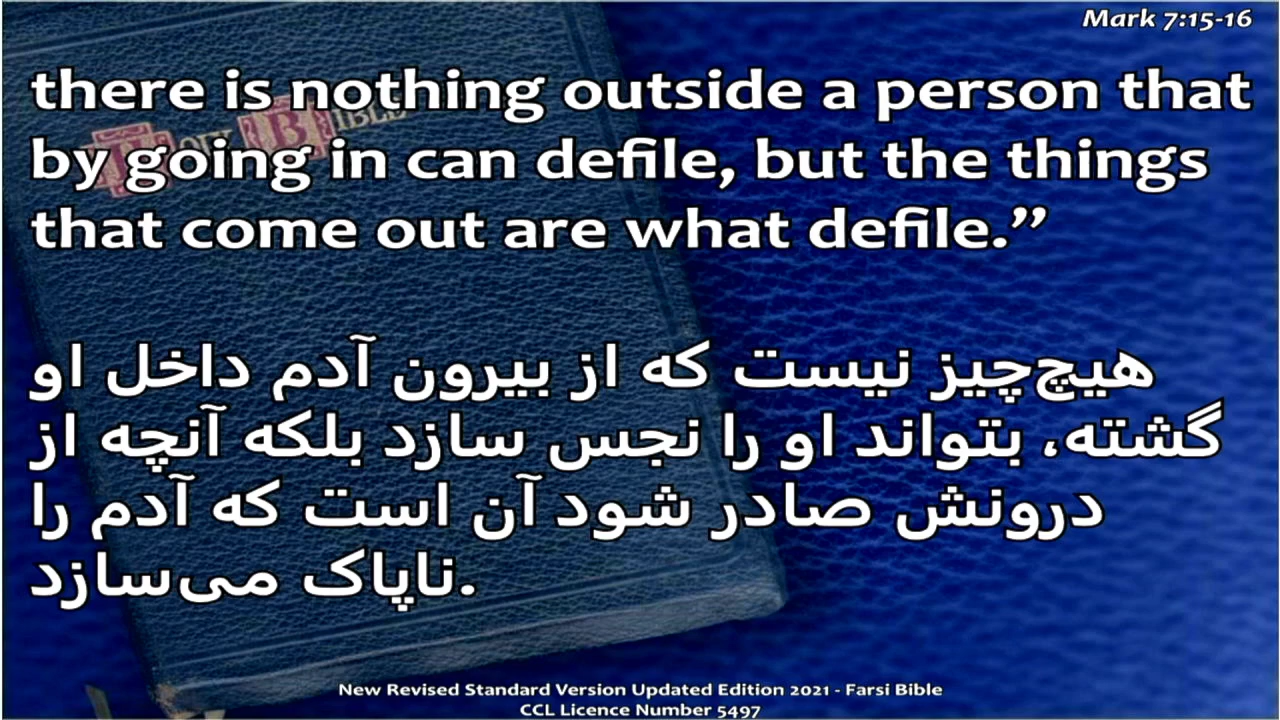 Mark 7:15-16
there is nothing outside a person that
by going in can defile, but the things
that come out are what defile.”
هیچ‌چیز نیست که از بیرون آدم داخل او
گشته، بتواند او را نجس سازد بلکه آنچه از
درونش صادر شود آن است که آدم را
ناپاک می‌سازد.
HOLY BIBLE
New Revised Standard Version Updated Edition 2021 - Farsi Bible
CCL Licence Number 5497